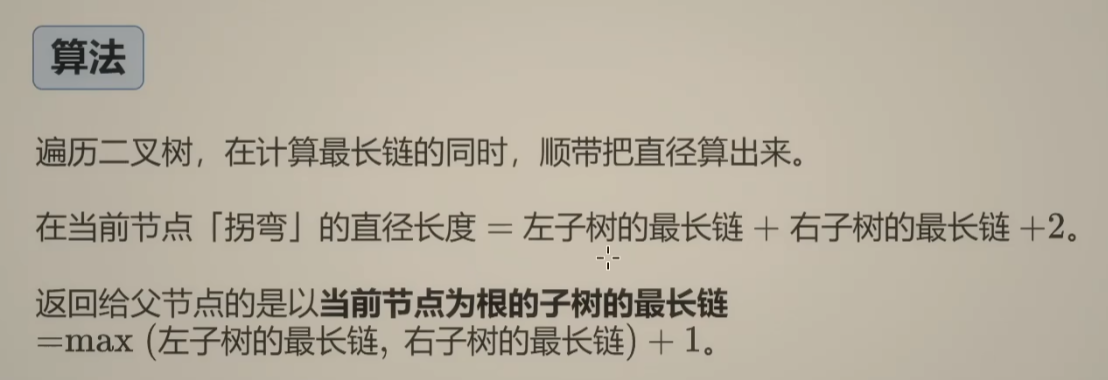 算法
遍历二叉树，在计算最长链的同时，顺带把直径算出来。
在当前节点「拐弯」的直径长度 = 左子树的最长链 + 右子树的最长链 +2。
返回给父节点的是以当前节点为根的子树的最长链
=max (左子树的最长链, 右子树的最长链) + 1。